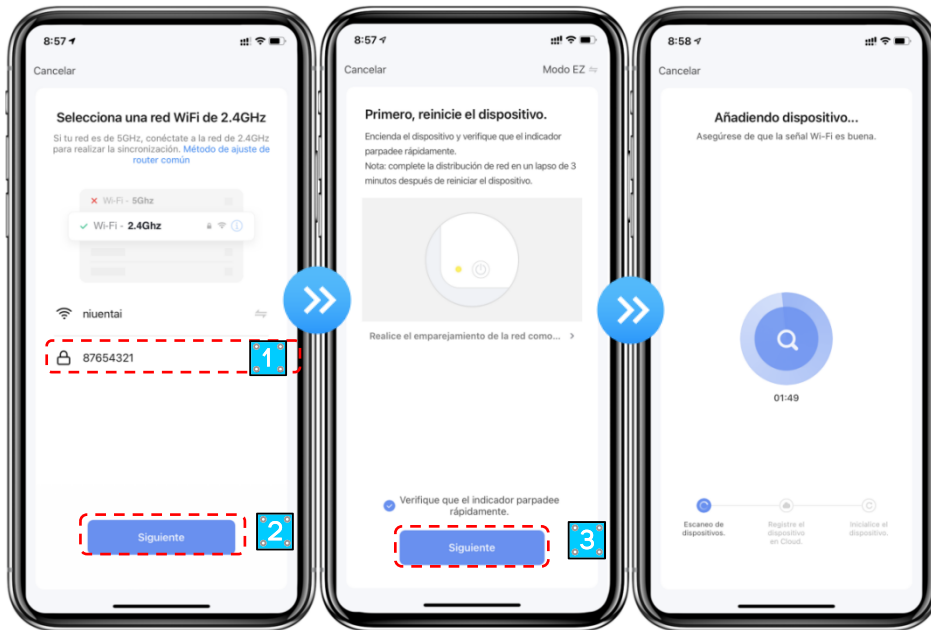 8:57
Cancelar
Selecciona una red WiFi de 2.4GHz
Si tu red es de 5GHz, conéctate a la red de 2.4GHz
para realizar la sincronización. Método de ajuste de
router común
Wi-Fi - 5Ghz
Wi-Fi - 2.4Ghz
niuentai
87654321
1
Siguiente
2
8:57
Cancelar
Modo EZ
Primero, reinicie el dispositivo.
Encienda el dispositivo y verifique que el indicador
parpadee rápidamente.
Nota: complete la distribución de red en un lapso de 3
minutos después de reiniciar el dispositivo.
Realice el emparejamiento de la red como... >
Verifique que el indicador parpadee
rápidamente.
Siguiente
3
8:58
Cancelar
Añadiendo dispositivo...
Asegúrese de que la señal Wi-Fi es buena.
01:49
Escaneo de
dispositivos.
Registre el
dispositivo
en Cloud.
Inicialice el
dispositivo.